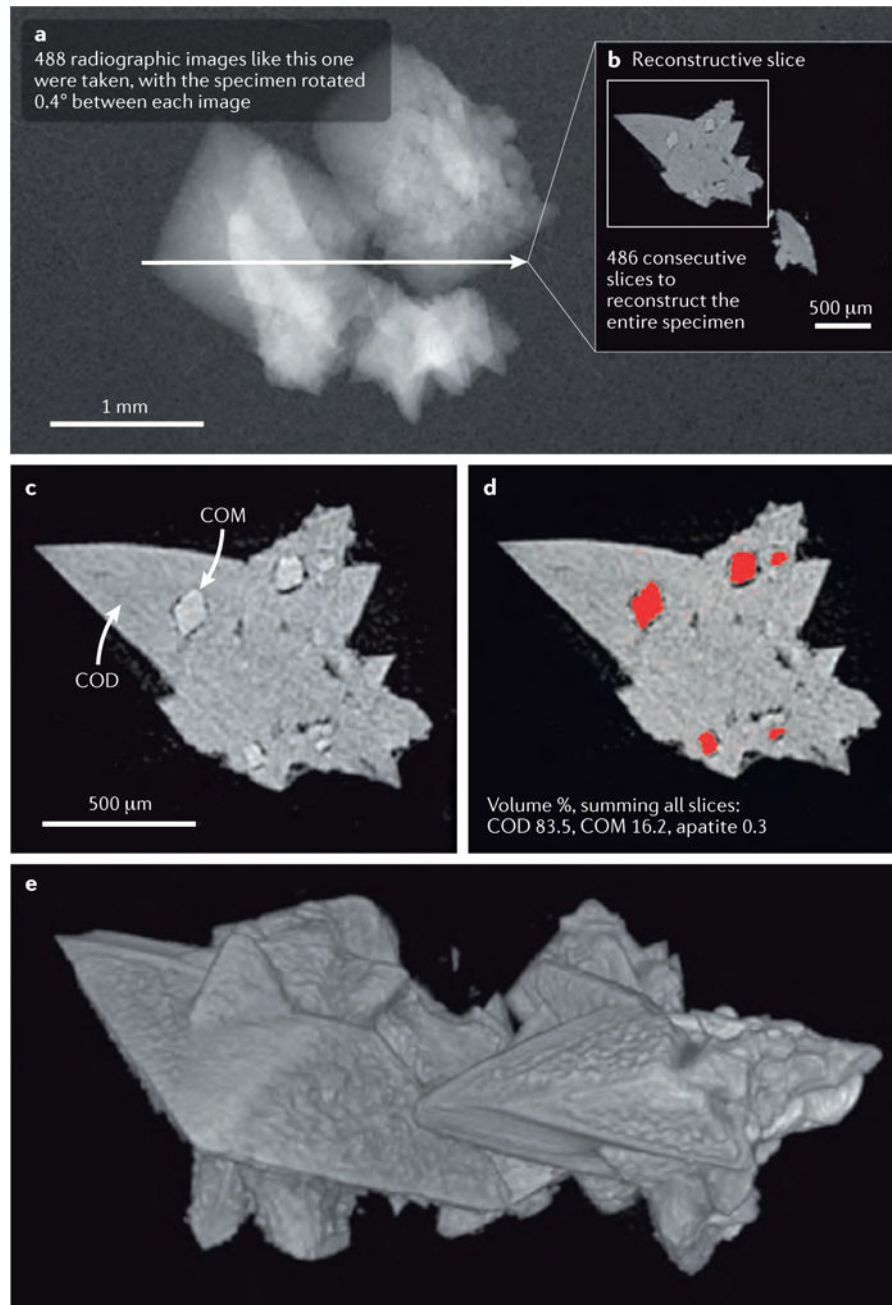 a
488 radiographic images like this one
were taken, with the specimen rotated
0.4° between each image
1 mm
b Reconstructive slice
486 consecutive
slices to
reconstruct the
entire specimen
500 μm
c
COM
COD
500 μm
d
Volume %, summing all slices:
COD 83.5, COM 16.2, apatite 0.3
e